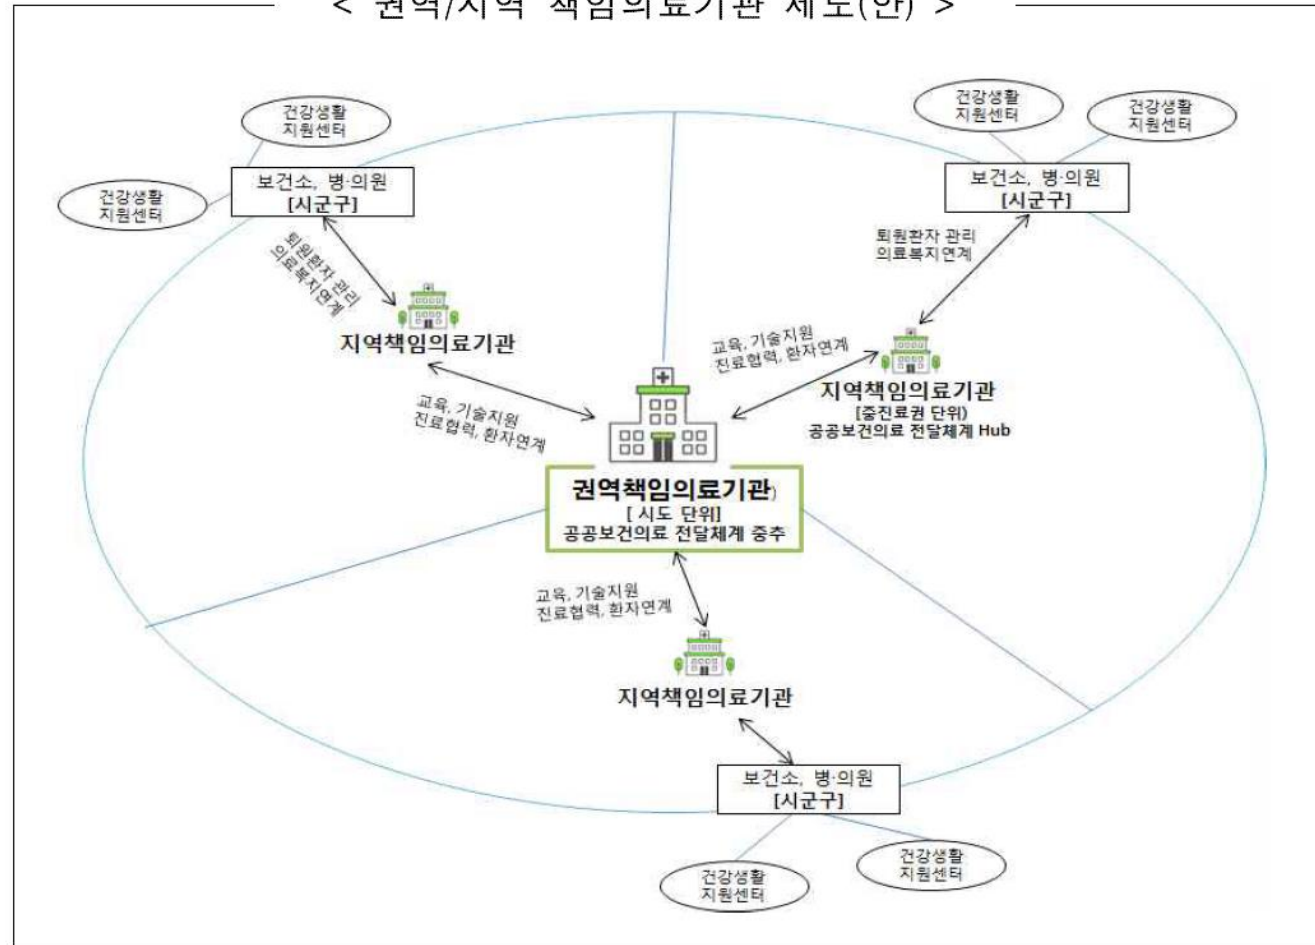 < 권역/지역 책임의료기관 제도(안) >
건강생활
지원센터
건강생활
지원센터
보건소, 병·의원
[시군구]
퇴원환자 관리
의료복지연계
지역책임의료기관
교육, 기술지원
진료협력, 환자연계
건강생활
지원센터
건강생활
지원센터
보건소, 병·의원
[시군구]
퇴원환자 관리
의료복지연계
교육, 기술지원
진료협력, 환자연계
지역책임의료기관
[중진료권 단위)
공공보건의료 전달체계 Hub
권역책임의료기관)
[ 시도 단위]
공공보건의료 전달체계 중추
교육, 기술지원
진료협력, 환자연계
지역책임의료기관
보건소, 병·의원
[시군구]
건강생활
지원센터
건강생활
지원센터